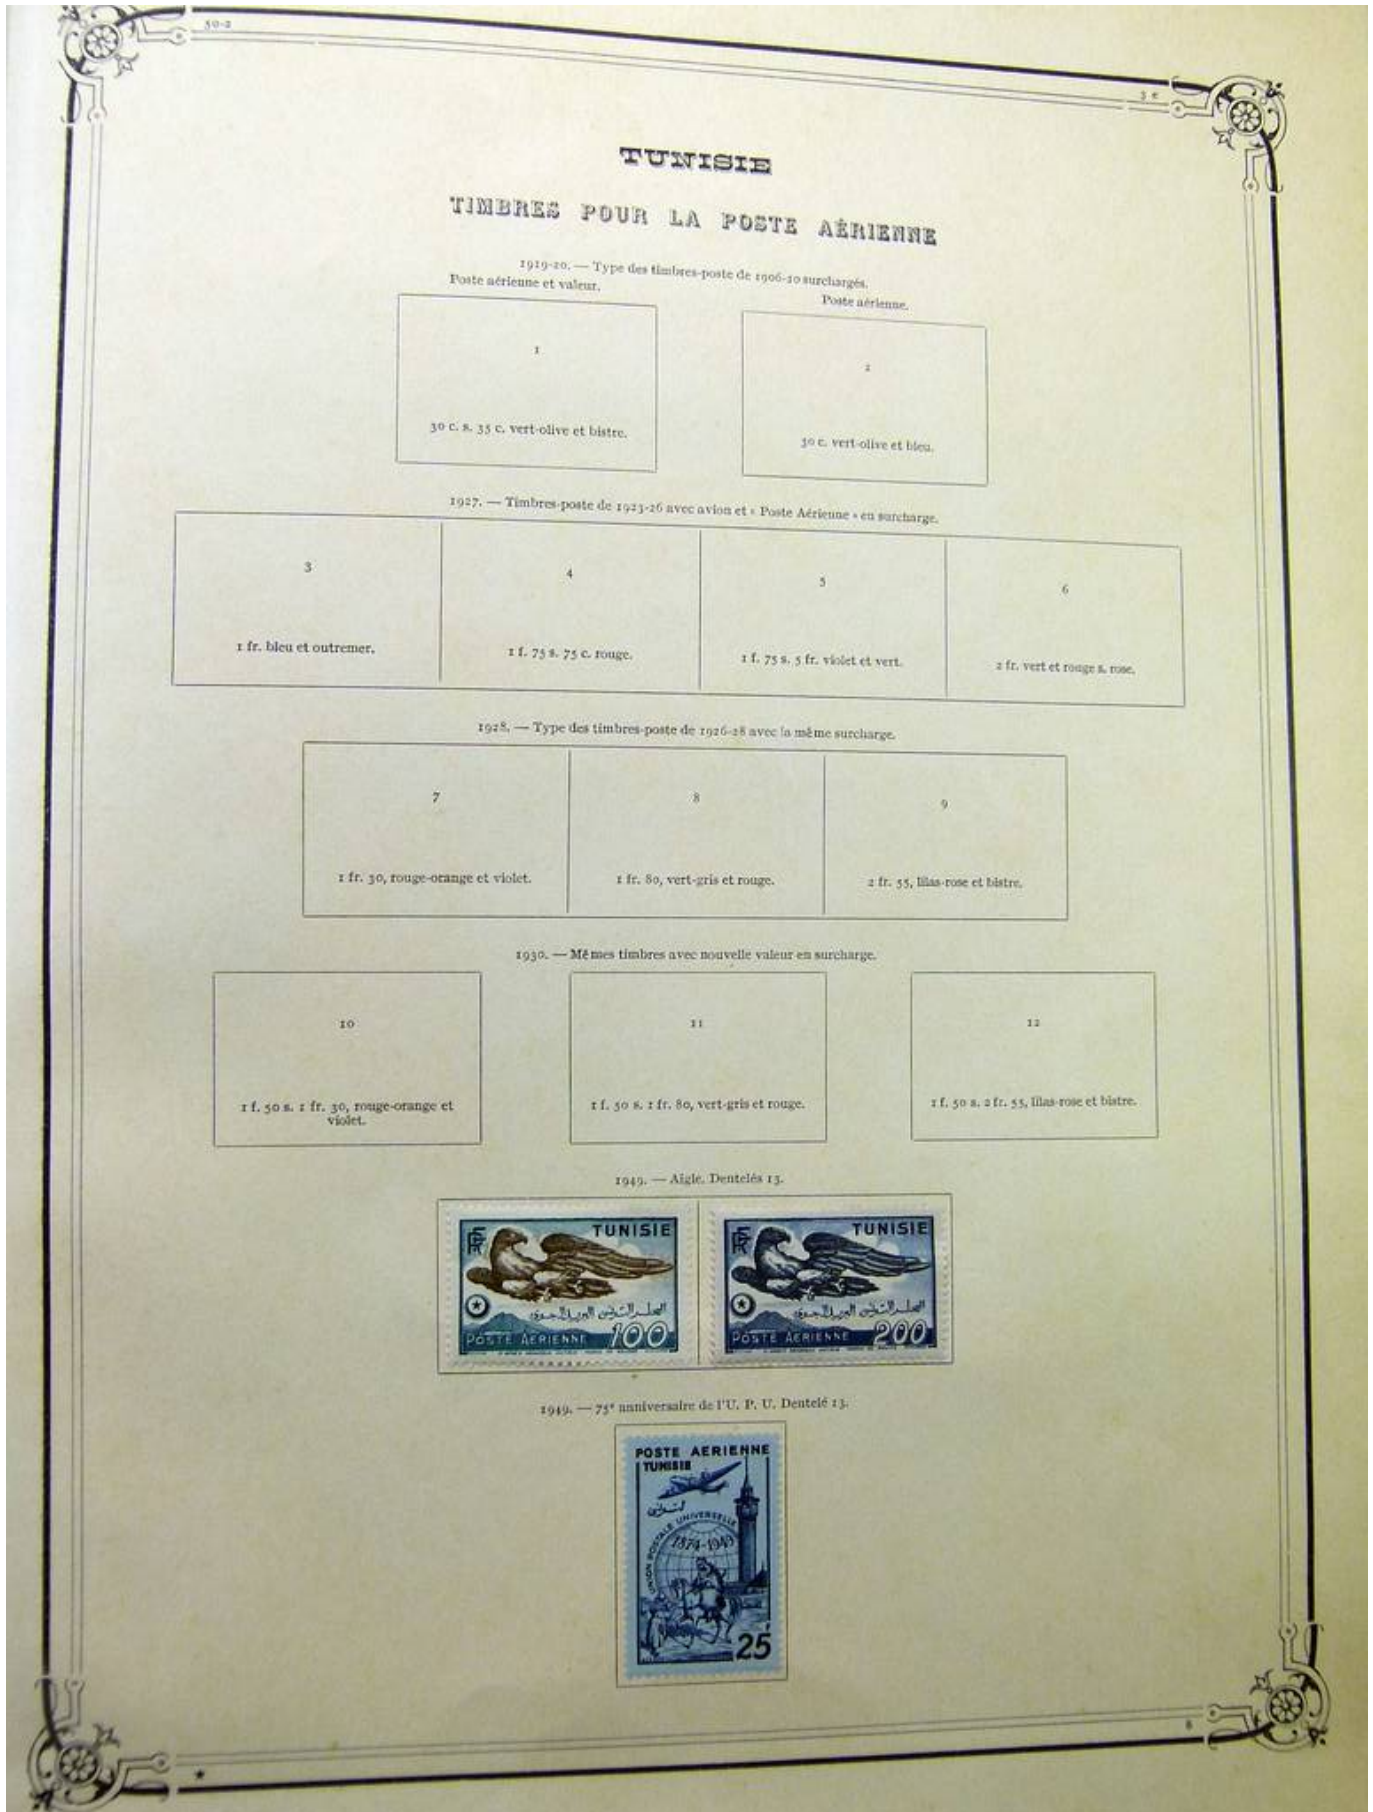 50-2
TUNISIE
TIMBRES POUR LA POSTE AÉRIENNE
1919-20. — Type des timbres-poste de 1906-20 surchargés.
Poste aérienne et valeur.
Poste aérienne.
1
2
30 c. s. 35 c. vert-olive et bistre.
30 c. vert-olive et bleu.
1927. — Timbres-poste de 1923-26 avec avion et « Poste Aérienne » en surcharge.
3
4
5
6
1 fr. bleu et outremer.
1 f. 75 s. 75 c. rouge.
1 f. 75 s. 5 fr. violet et vert.
2 fr. vert et rouge s. rose.
1928. — Type des timbres-poste de 1926-28 avec la même surcharge.
7
8
9
1 fr. 30, rouge-orange et violet.
1 fr. 80, vert-gris et rouge.
2 fr. 55, lilas-rose et bistre.
1930. — Mêmes timbres avec nouvelle valeur en surcharge.
10
11
12
1 f. 50 s. 1 fr. 30, rouge-orange et
violet.
1 f. 50 s. 1 fr. 80, vert-gris et rouge.
1 f. 50 s. 2 fr. 55, lilas-rose et bistre.
1949. — Aigle. Dentelés 13.
RF TUNISIE
POSTE AERIENNE 100
RF TUNISIE
POSTE AERIENNE 200
1949. — 75e anniversaire de l'U. P. U. Dentelé 13.
POSTE AERIENNE
TUNISIE
UNION POSTALE UNIVERSELLE
1874-1949
25